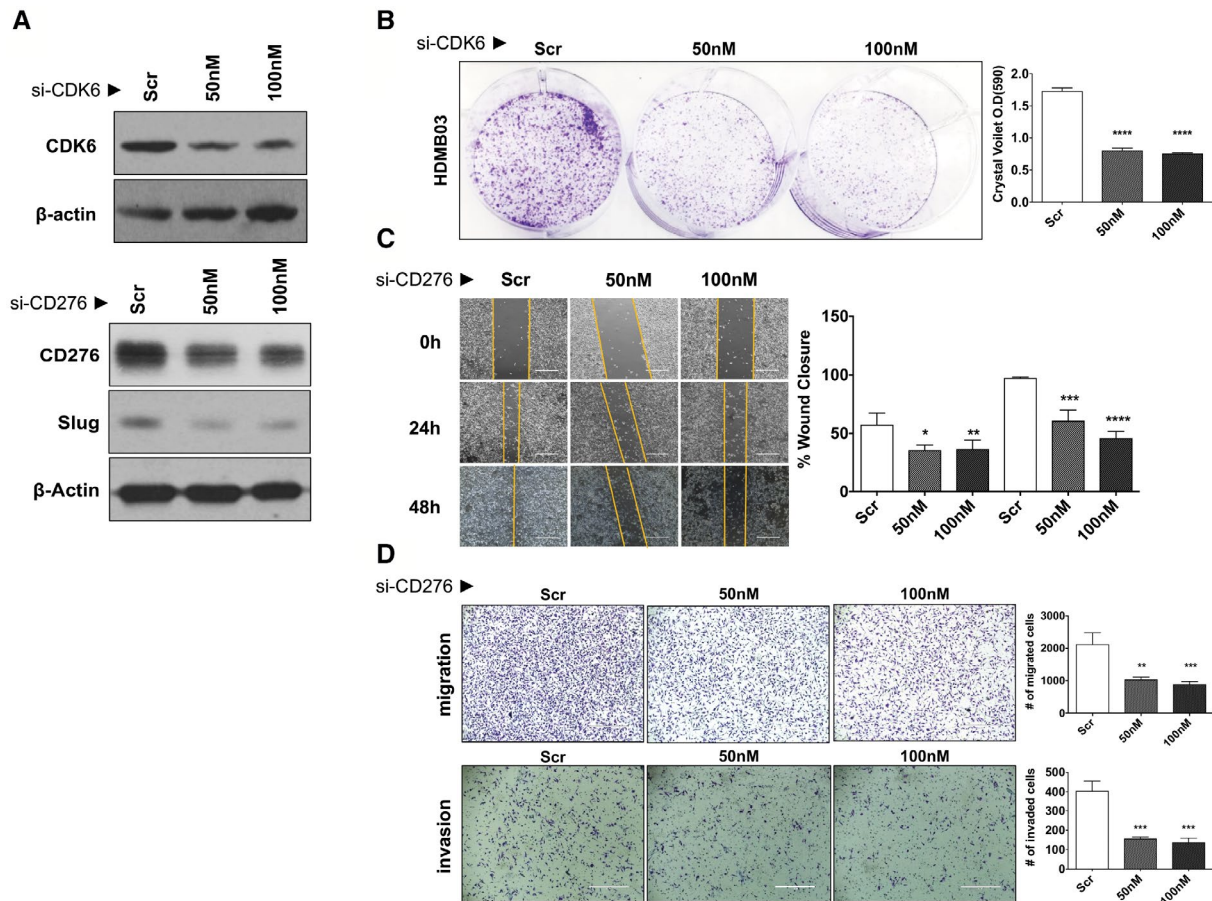 A
si-CDK6 ►
Scr
50nM
100nM
CDK6
β-actin
si-CD276 ►
Scr
50nM
100nM
CD276
Slug
β-Actin
B
si-CDK6 ►
Scr
50nM
100nM
HDMB03
Crystal Voilet O.D(590)
2.0
1.5
1.0
0.5
0.0
****
****
Scr
50nM
100nM
C
si-CD276 ►
Scr
50nM
100nM
0h
24h
48h
% Wound Closure
150
100
50
0
*
**
***
****
Scr
50nM
100nM
Scr
50nM
100nM
D
si-CD276 ►
Scr
50nM
100nM
migration
# of migrated cells
3000
2000
1000
0
**
***
Scr
50nM
100nM
Scr
50nM
100nM
invasion
# of invaded cells
500
400
300
200
100
0
***
***
Scr
50nM
100nM